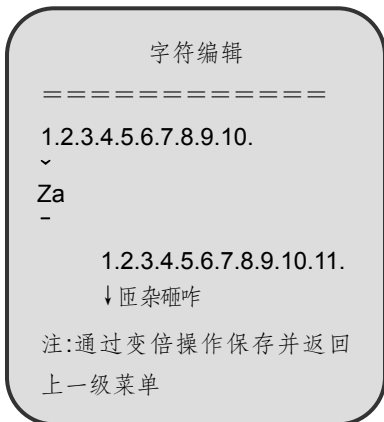 字符编辑
============
1.2.3.4.5.6.7.8.9.10.
ˇ
Za
-
1.2.3.4.5.6.7.8.9.10.11.
↓匝杂砸咋
注:通过变倍操作保存并返回
上一级菜单